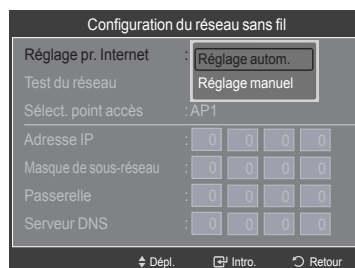 Configuration du réseau sans fil
Réglage pr. Internet : Réglage autom.
Test du réseau Réglage manuel
Sélect. point accès : AP1
Adresse IP : 0 0 0 0
Masque de sous-réseau : 0 0 0 0
Passerelle : 0 0 0 0
Serveur DNS : 0 0 0 0
Dépl. Intro. Retour